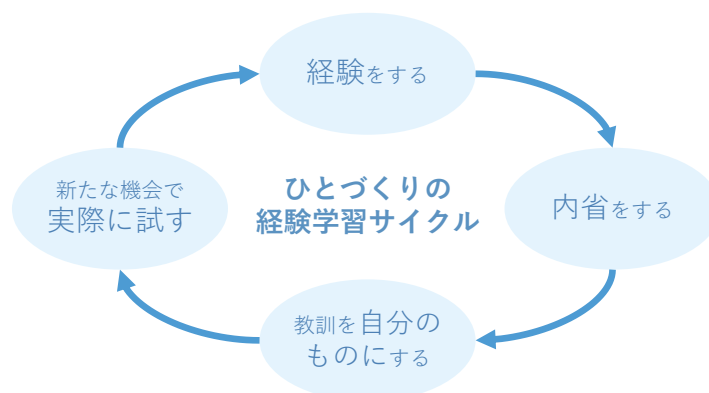 経験をする
新たな機会で
実際に試す
ひとづくりの
経験学習サイクル
内省をする
教訓を自分の
ものにする